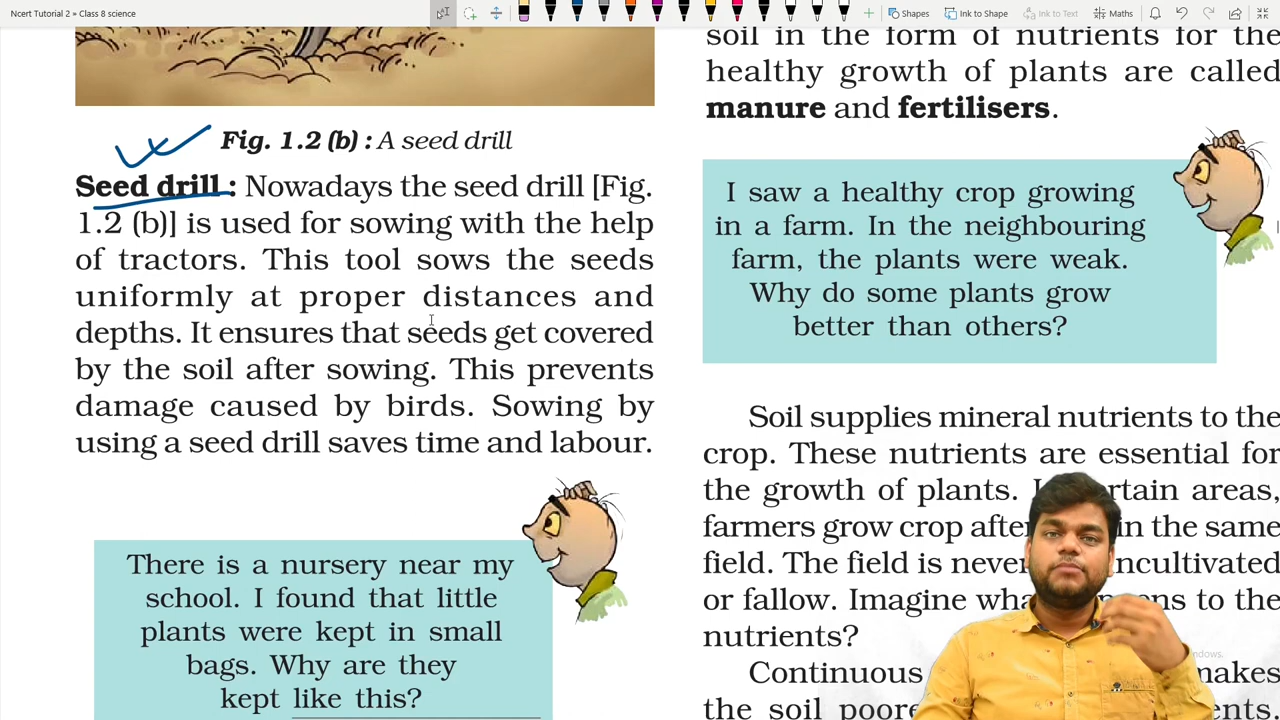 Ncert Tutorial 2 » Class 8 science
Shapes
Ink to Shape
Ink to Text
Maths
Fig. 1.2 (b) : A seed drill
Seed drill : Nowadays the seed drill [Fig.
1.2 (b)] is used for sowing with the help
of tractors. This tool sows the seeds
uniformly at proper distances and
depths. It ensures that seeds get covered
by the soil after sowing. This prevents
damage caused by birds. Sowing by
using a seed drill saves time and labour.
There is a nursery near my
school. I found that little
plants were kept in small
bags. Why are they
kept like this?
soil in the form of nutrients for the
healthy growth of plants are called
manure and fertilisers.
I saw a healthy crop growing
in a farm. In the neighbouring
farm, the plants were weak.
Why do some plants grow
better than others?
Soil supplies mineral nutrients to the
crop. These nutrients are essential for
the growth of plants. areas,
farmers grow crop in the same
field. The field is
or fallow. Imagine to the
nutrients?
Continuous
the soil